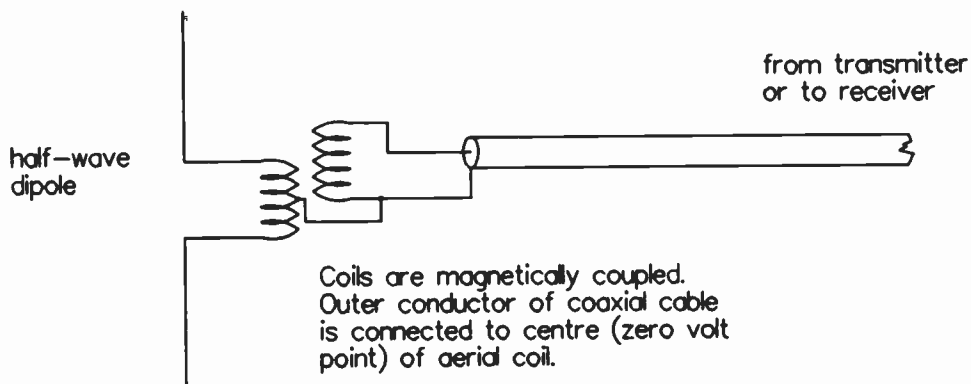 from transmitter
or to receiver
half-wave
dipole
Coils are magnetically coupled.
Outer conductor of coaxial cable
is connected to centre (zero volt
point) of aerial coil.